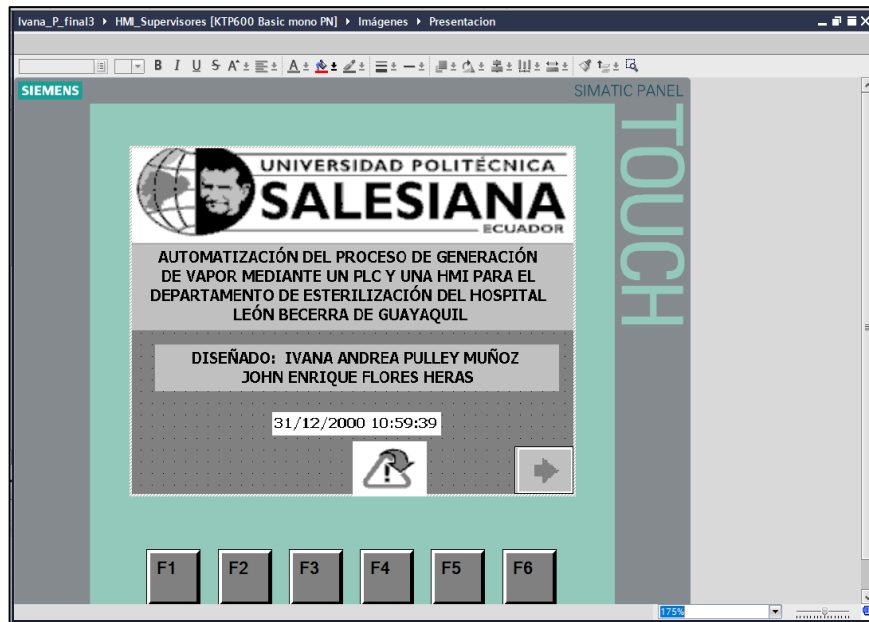 Ivana_P_final3 ▸ HMI_Supervisores [KTP600 Basic mono PN] ▸ Imágenes ▸ Presentacion
B I U S A
SIEMENS
SIMATIC PANEL
TOUCH
UNIVERSIDAD POLITÉCNICA
SALESIANA
ECUADOR
AUTOMATIZACIÓN DEL PROCESO DE GENERACIÓN
DE VAPOR MEDIANTE UN PLC Y UNA HMI PARA EL
DEPARTAMENTO DE ESTERILIZACIÓN DEL HOSPITAL
LEÓN BECERRA DE GUAYAQUIL
DISEÑADO: IVANA ANDREA PULLEY MUÑOZ
JOHN ENRIQUE FLORES HERAS
31/12/2000 10:59:39
F1 F2 F3 F4 F5 F6
175%